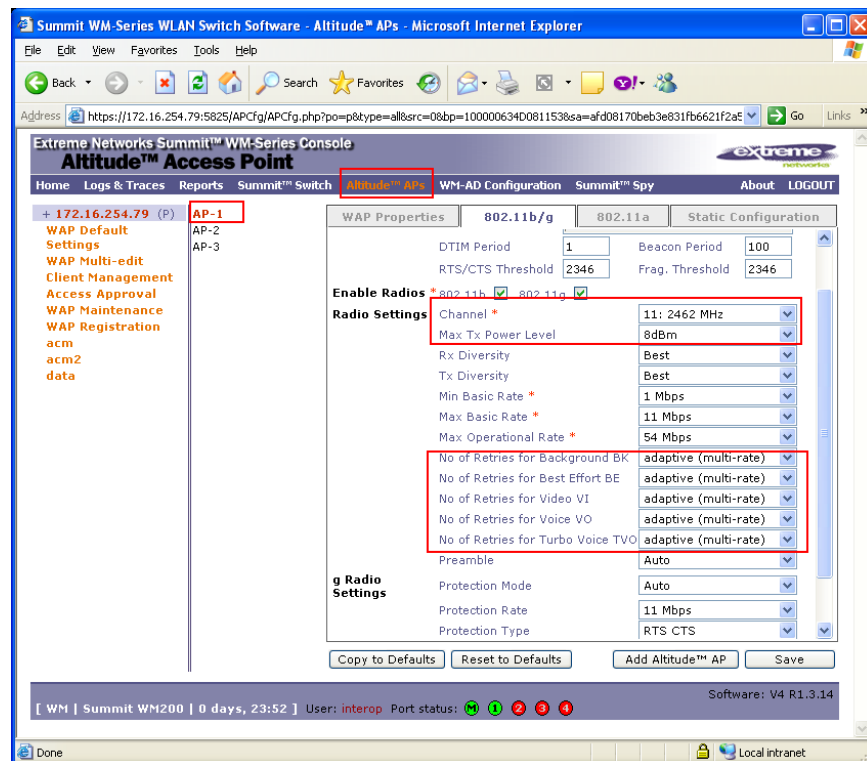 Summit WM-Series WLAN Switch Software - Altitude™ APs - Microsoft Internet Explorer
File Edit View Favorites Tools Help
Back Search Favorites
Address https://172.16.254.79:5825/APCfg/APCfg.php?po=p&type=all&src=0&bp=100000634D081153&sa=afd08170beb3e831fb6621f2a5 Go Links »
Extreme Networks Summit™ WM-Series Console
Altitude™ Access Point
extreme networks
Home Logs & Traces Reports Summit™ Switch Altitude™ APs WM-AD Configuration Summit™ Spy About LOGOUT
+ 172.16.254.79 (P)
WAP Default Settings
WAP Multi-edit
Client Management
Access Approval
WAP Maintenance
WAP Registration
acm
acm2
data
AP-1
AP-2
AP-3
WAP Properties 802.11b/g 802.11a Static Configuration
DTIM Period 1 Beacon Period 100
RTS/CTS Threshold 2346 Frag. Threshold 2346
Enable Radios * 802.11b 802.11g
Radio Settings Channel * 11: 2462 MHz
Max Tx Power Level 8dBm
Rx Diversity Best
Tx Diversity Best
Min Basic Rate * 1 Mbps
Max Basic Rate * 11 Mbps
Max Operational Rate * 54 Mbps
No of Retries for Background BK adaptive (multi-rate)
No of Retries for Best Effort BE adaptive (multi-rate)
No of Retries for Video VI adaptive (multi-rate)
No of Retries for Voice VO adaptive (multi-rate)
No of Retries for Turbo Voice TVO adaptive (multi-rate)
Preamble Auto
g Radio Settings Protection Mode Auto
Protection Rate 11 Mbps
Protection Type RTS CTS
Copy to Defaults Reset to Defaults Add Altitude™ AP Save
Software: V4 R1.3.14
[ WM | Summit WM200 | 0 days, 23:52 ] User: interop Port status: M 1 2 3 4
Done Local intranet